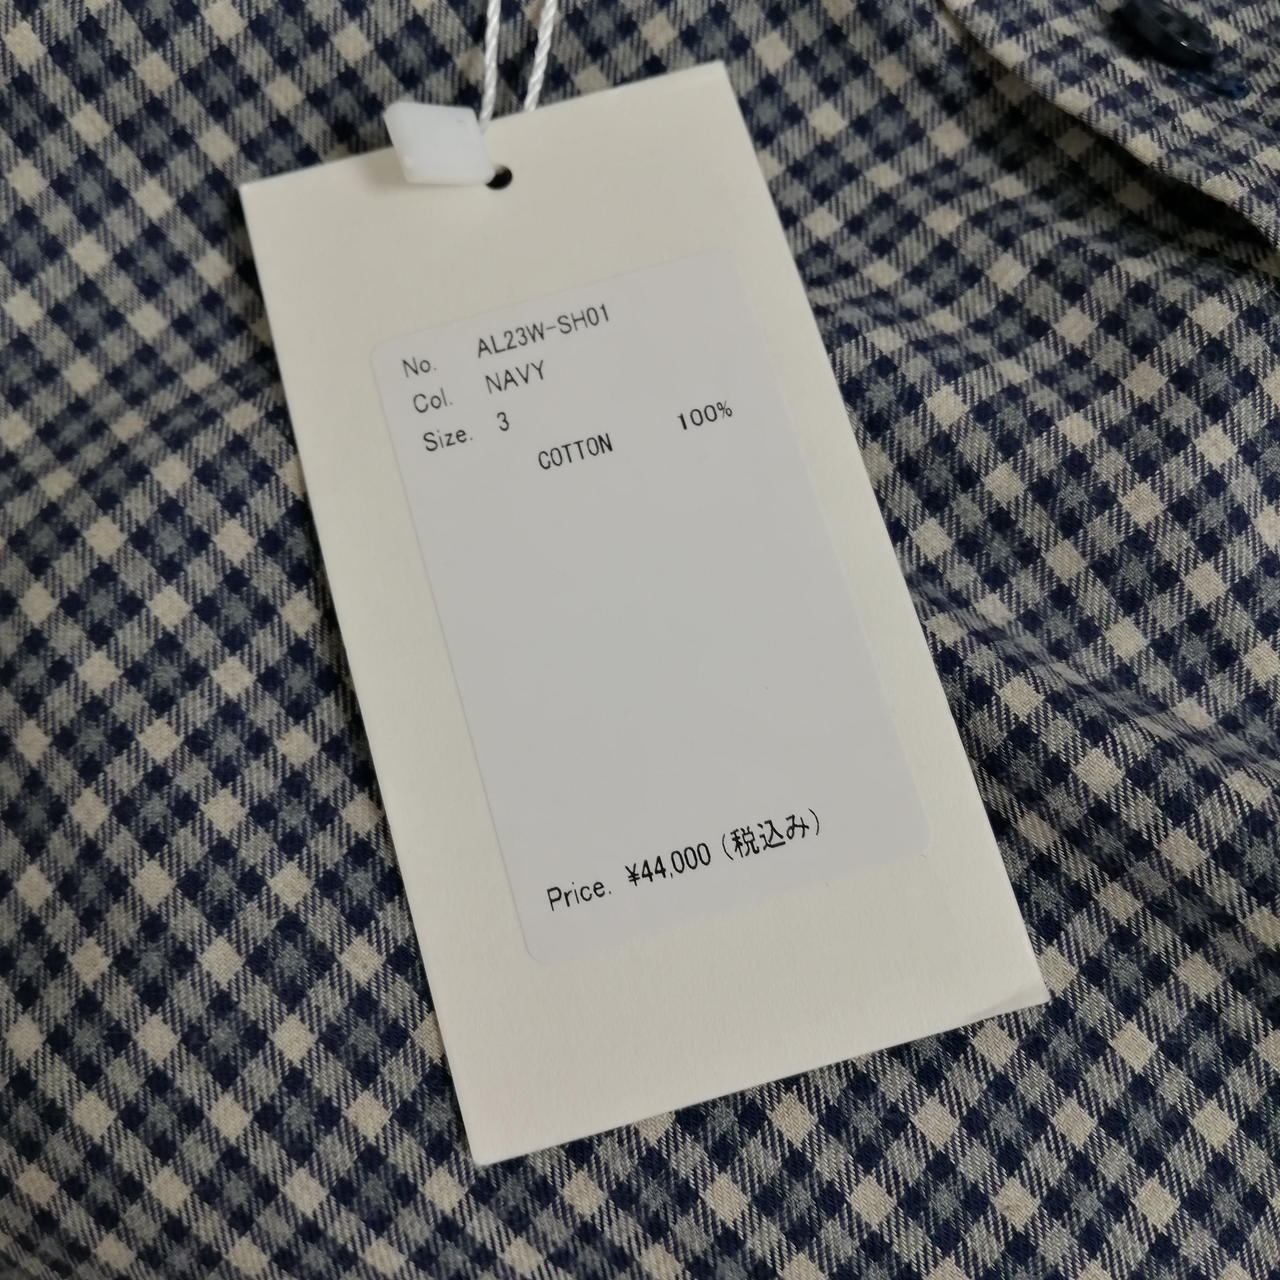 No. AL23W-SH01
Col. NAVY
Size. 3
COTTON 100%
Price. ¥44,000 (税込み)